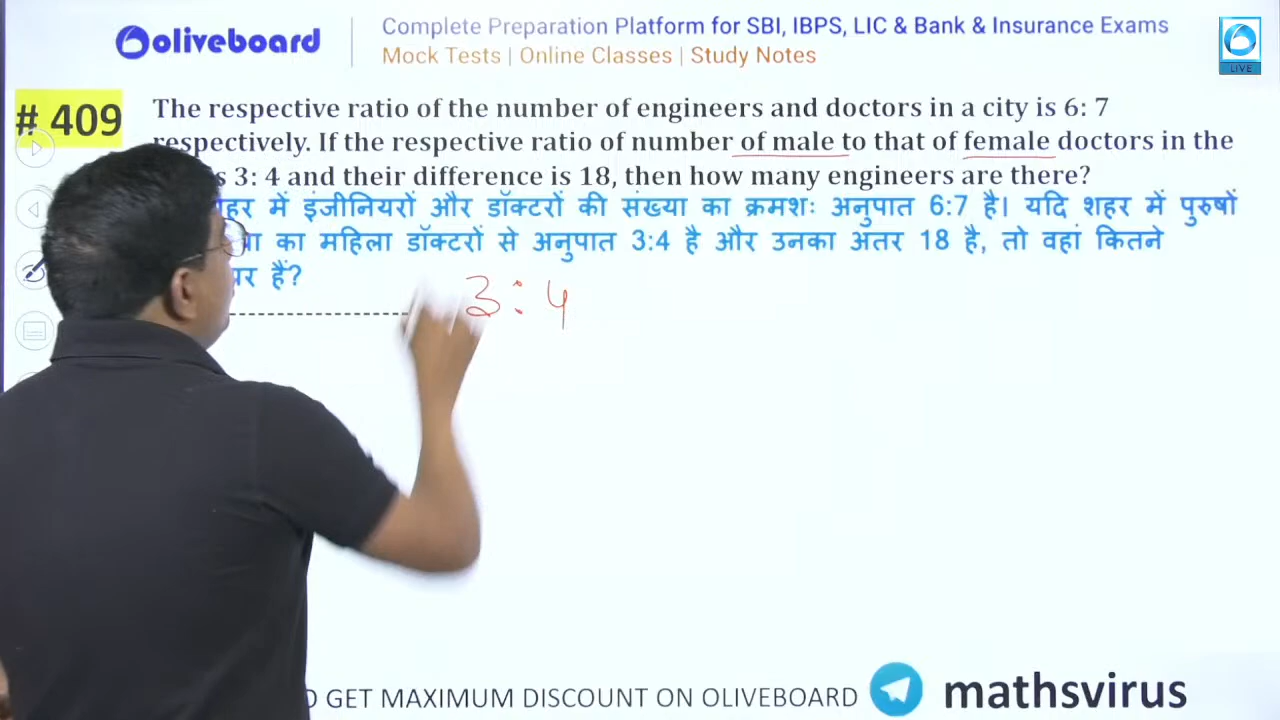 oliveboard
Complete Preparation Platform for SBI, IBPS, LIC & Bank & Insurance Exams
Mock Tests | Online Classes | Study Notes
LIVE
# 409
The respective ratio of the number of engineers and doctors in a city is 6: 7
respectively. If the respective ratio of number of male to that of female doctors in the
3: 4 and their difference is 18, then how many engineers are there?
में इंजीनियरों और डॉक्टरों की संख्या का क्रमशः अनुपात 6:7 है। यदि शहर में पुरुषों
का महिला डॉक्टरों से अनुपात 3:4 है और उनका अंतर 18 है, तो वहां कितने
हैं?
3 : 4
GET MAXIMUM DISCOUNT ON OLIVEBOARD
mathsvirus